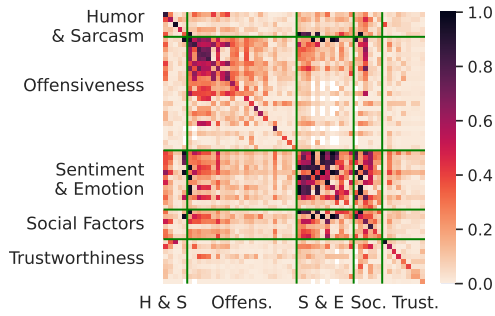 Humor
& Sarcasm
Offensiveness
Sentiment
& Emotion
Social Factors
Trustworthiness
H & S Offens. S & E Soc. Trust.
1.0
0.8
0.6
0.4
0.2
0.0